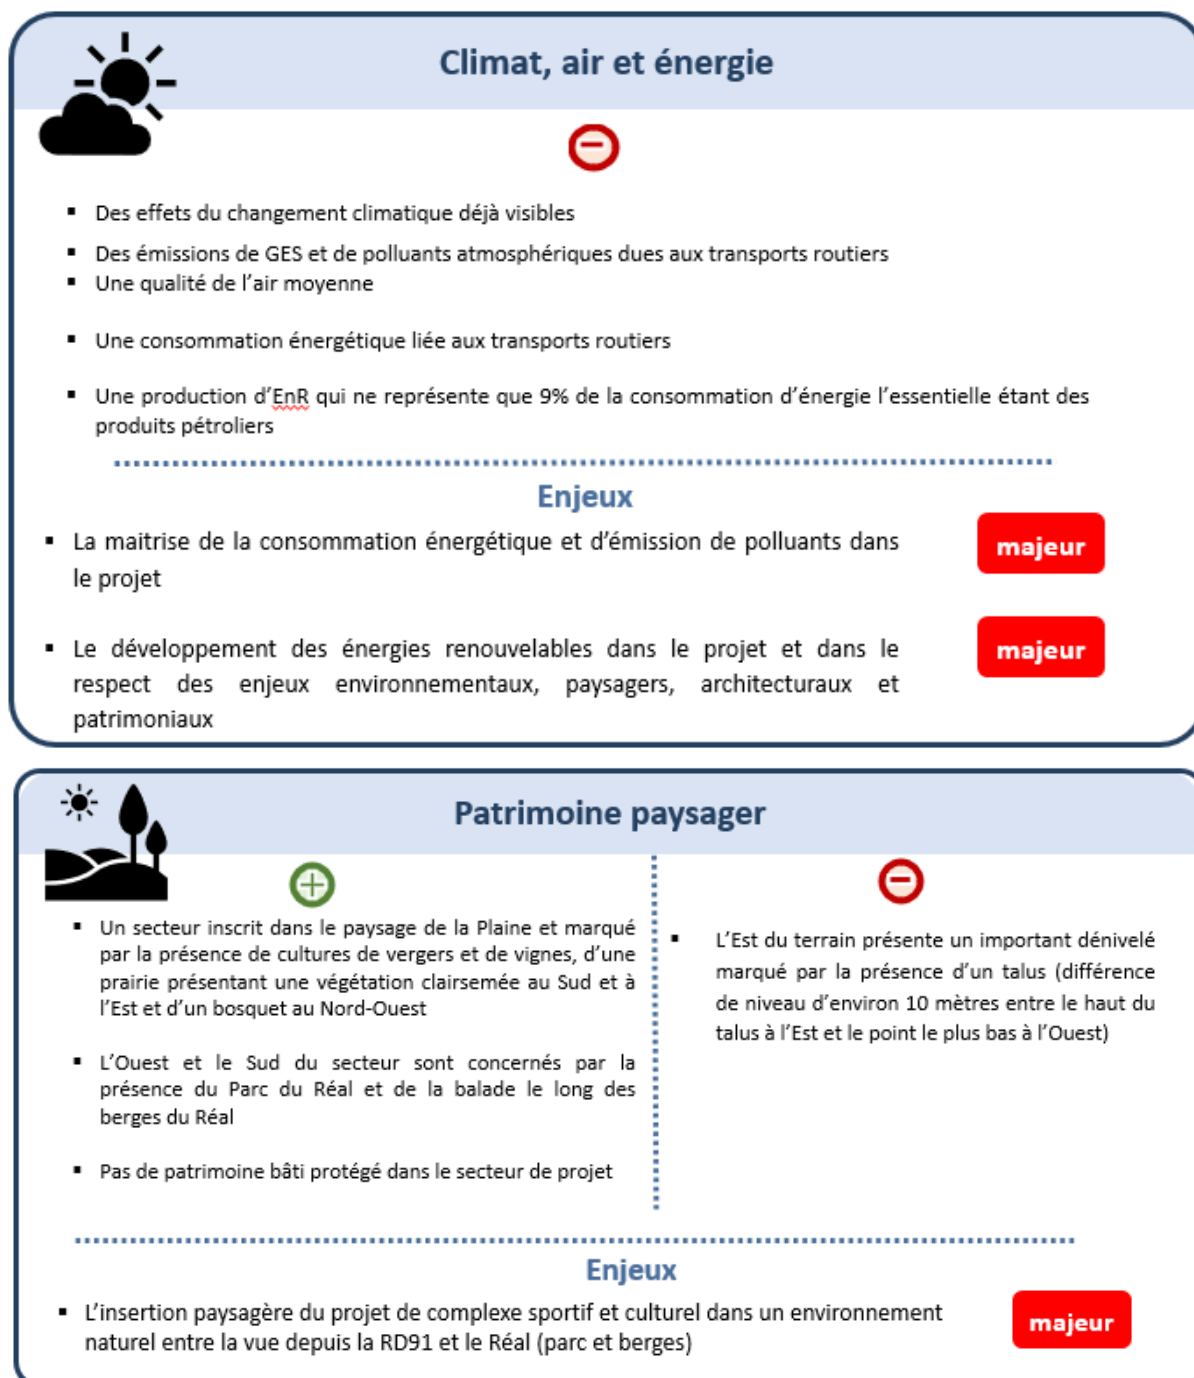 Climat, air et énergie
▪ Des effets du changement climatique déjà visibles
▪ Des émissions de GES et de polluants atmosphériques dues aux transports routiers
▪ Une qualité de l’air moyenne
▪ Une consommation énergétique liée aux transports routiers
▪ Une production d’EnR qui ne représente que 9% de la consommation d’énergie l’essentielle étant des
produits pétroliers
Enjeux
▪ La maitrise de la consommation énergétique et d’émission de polluants dans
le projet
majeur
▪ Le développement des énergies renouvelables dans le projet et dans le
respect des enjeux environnementaux, paysagers, architecturaux et
patrimoniaux
majeur
Patrimoine paysager
▪ Un secteur inscrit dans le paysage de la Plaine et marqué
par la présence de cultures de vergers et de vignes, d’une
prairie présentant une végétation clairsemée au Sud et à
l’Est et d’un bosquet au Nord-Ouest
▪ L’Ouest et le Sud du secteur sont concernés par la
présence du Parc du Réal et de la balade le long des
berges du Réal
▪ Pas de patrimoine bâti protégé dans le secteur de projet
▪ L’Est du terrain présente un important dénivelé
marqué par la présence d’un talus (différence
de niveau d’environ 10 mètres entre le haut du
talus à l’Est et le point le plus bas à l’Ouest)
Enjeux
▪ L’insertion paysagère du projet de complexe sportif et culturel dans un environnement
naturel entre la vue depuis la RD91 et le Réal (parc et berges)
majeur